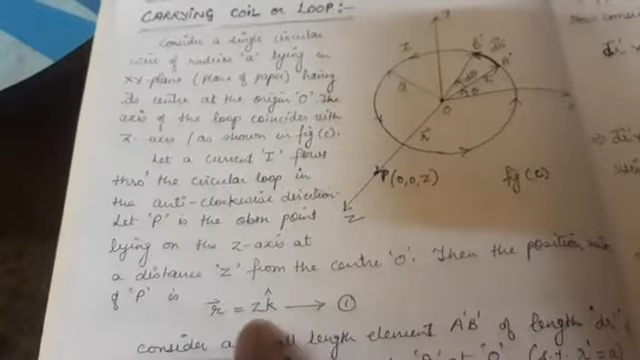 CARRYING COIL or LOOP:-
Consider a single circular
wire of radius 'a' lying in
XY-plane (plane of paper) having
its centre at the origin 'O'. The
axis of the loop coincides with
Z-axis (as shown in fig(c).
Let a current 'I' flows
thro' the circular loop in
the anti-clockwise direction.
Let 'P' is the obsn point
lying on the z-axis at
a distance 'z' from the centre 'O'. Then the position
of 'P' is
r = z k̂ → ①
Consider a length element A'B' of length
I
a
B'
A'
θ
O
r
P(0,0,z)
Z
fig(c)